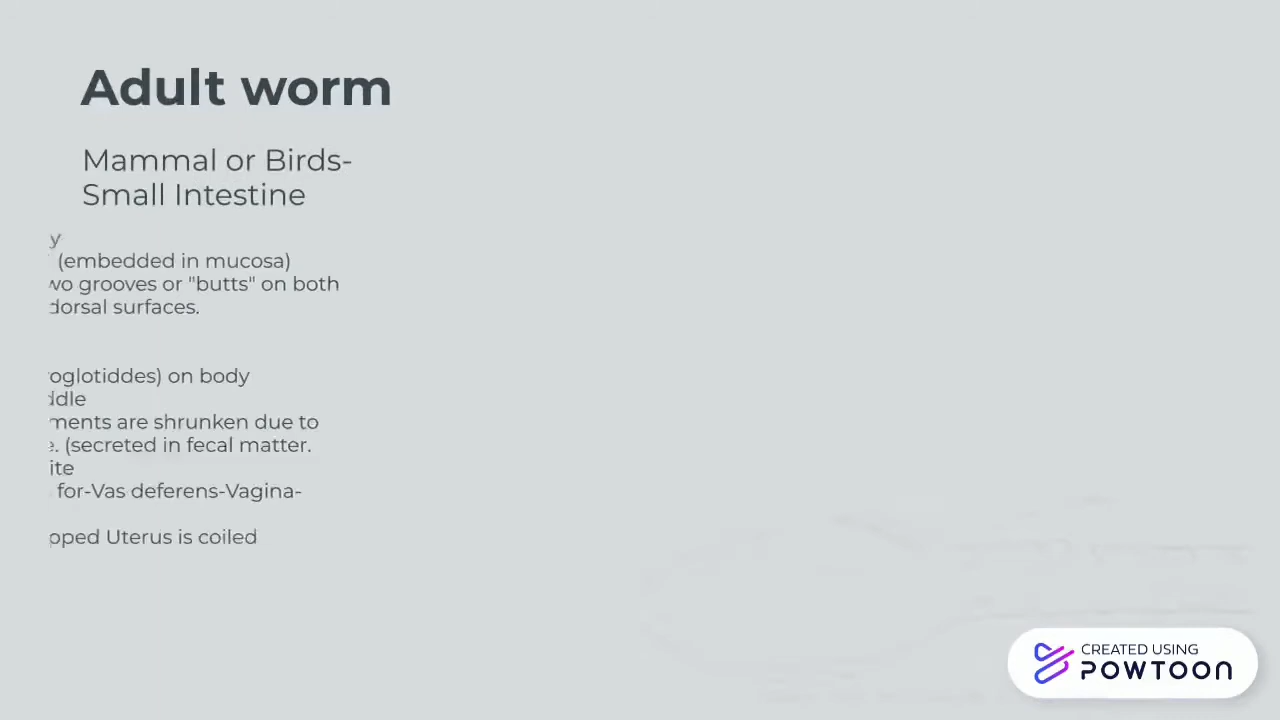 Adult worm
Mammal or Birds-
Small Intestine
y
(embedded in mucosa)
wo grooves or "butts" on both
dorsal surfaces.
oglotiddes) on body
ddle
ments are shrunken due to
e. (secreted in fecal matter.
ite
for-Vas deferens-Vagina-
pped Uterus is coiled
CREATED USING
POWTOON